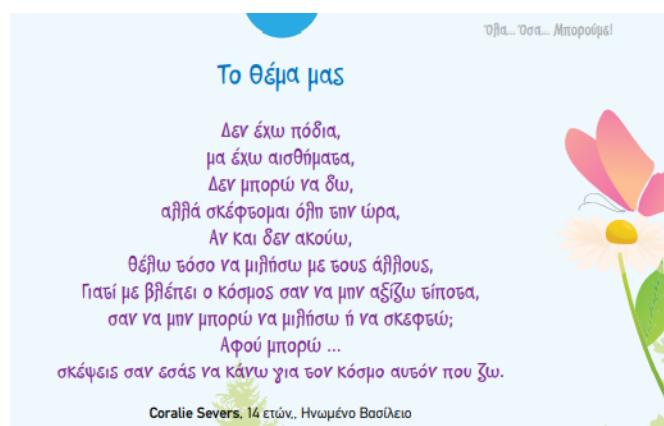 Όλα... Όσα... Μπορούμε!
Το θέμα μας
Δεν έχω πόδια,
μα έχω αισθήματα,
Δεν μπορώ να δω,
αλλά σκέφτομαι όλη την ώρα,
Αν και δεν ακούω,
θέλω τόσο να μιλήσω με τους άλλους,
Γιατί με βλέπει ο κόσμος σαν να μην αξίζω τίποτα,
σαν να μην μπορώ να μιλήσω ή να σκεφτώ;
Αφού μπορώ ...
σκέψεις σαν εσάς να κάνω για τον κόσμο αυτόν που ζω.
Coralie Severs, 14 ετών,, Ηνωμένο Βασίλειο